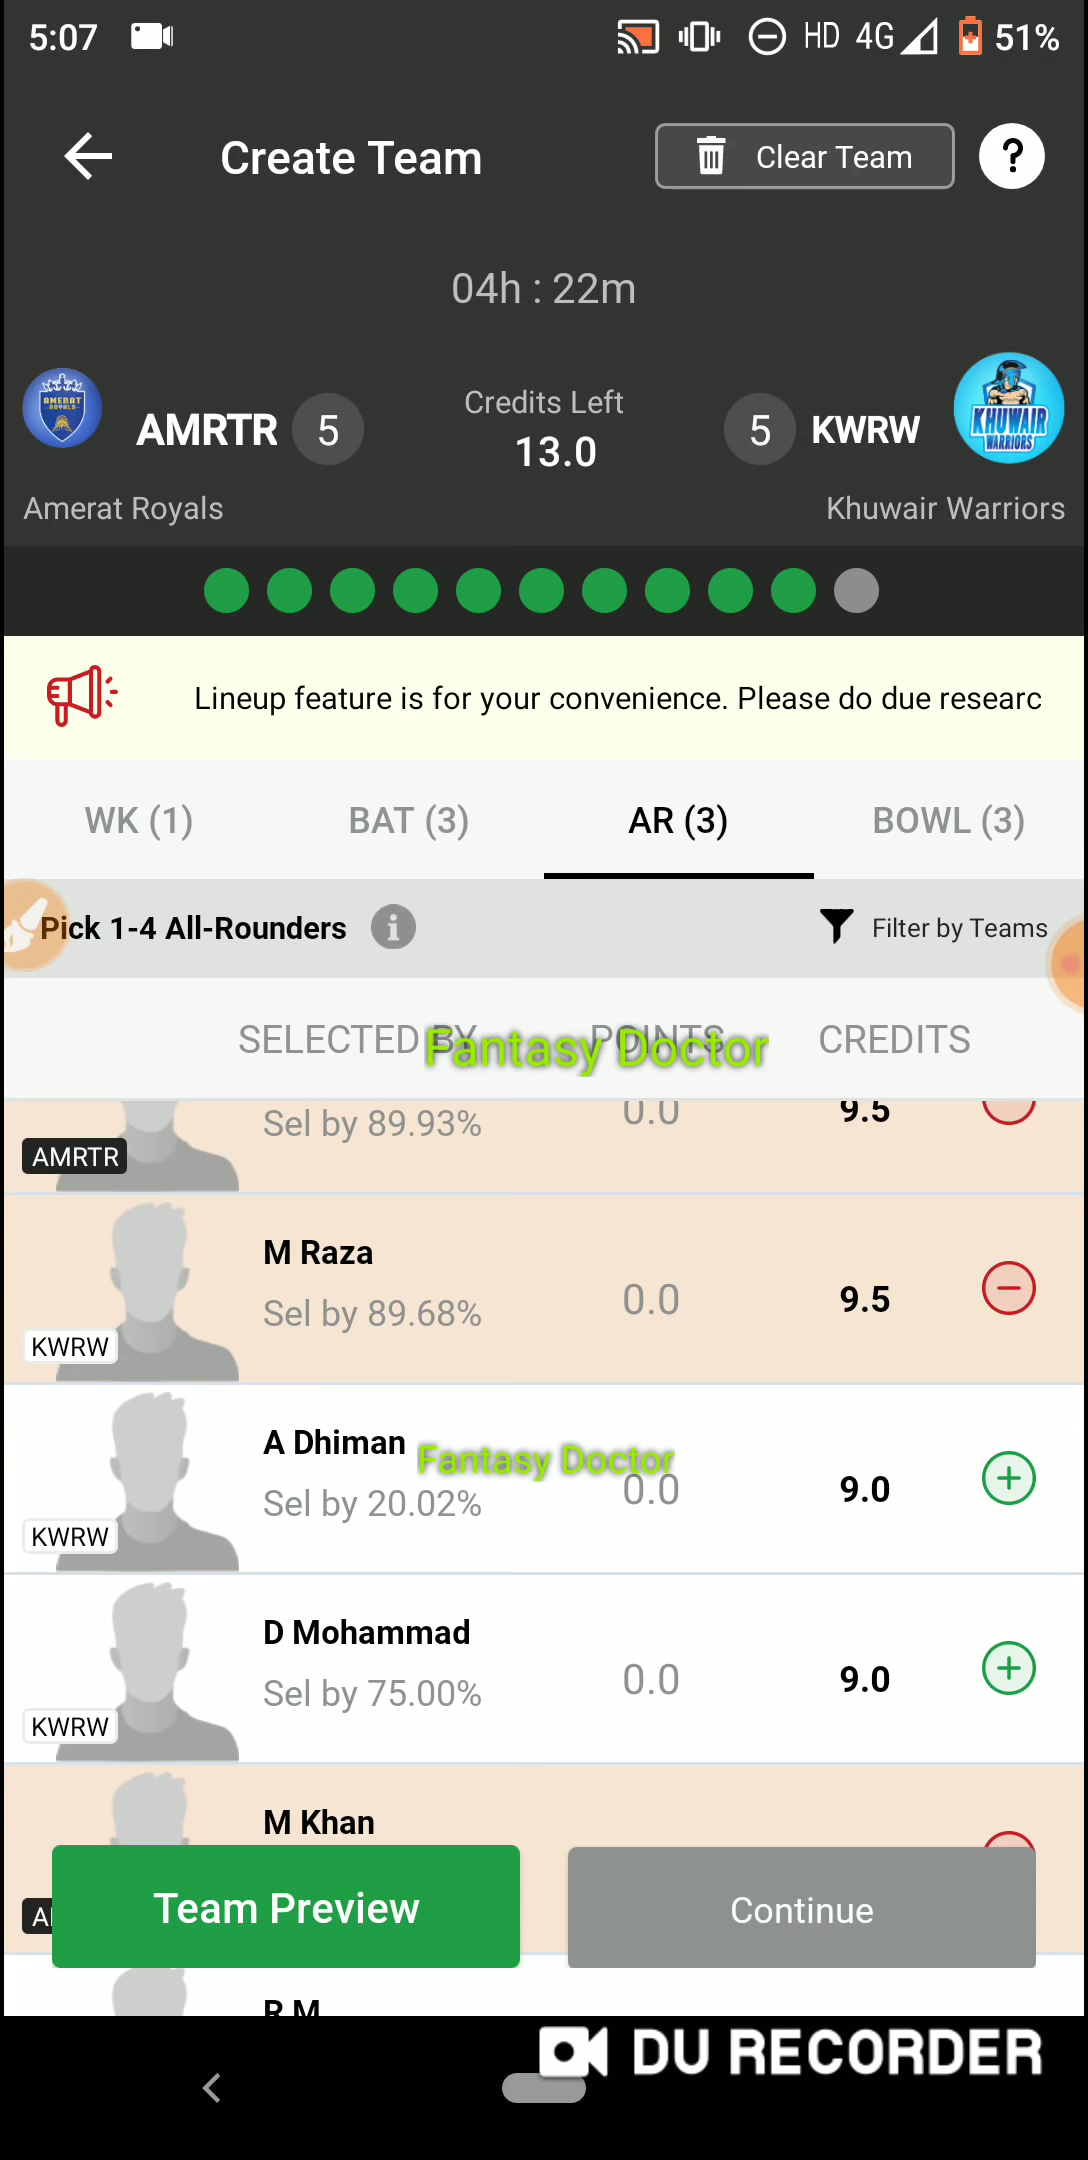 5:07 HD 4G 51%
Create Team
Clear Team
?
04h : 22m
AMERAT
ROYALS
AMRTR 5
Credits Left
13.0
5 KWRW
KHUWAIR
WARRIORS
Amerat Royals
Khuwair Warriors
Lineup feature is for your convenience. Please do due researc
WK (1) BAT (3) AR (3) BOWL (3)
Pick 1-4 All-Rounders
Filter by Teams
SELECTED BY POINTS CREDITS
Fantasy Doctor
Sel by 89.93% 0.0 9.5
AMRTR
M Raza
Sel by 89.68% 0.0 9.5
KWRW
A Dhiman
Fantasy Doctor
Sel by 20.02% 0.0 9.0
KWRW
D Mohammad
Sel by 75.00% 0.0 9.0
KWRW
M Khan
Team Preview
Continue
R M
DU RECORDER